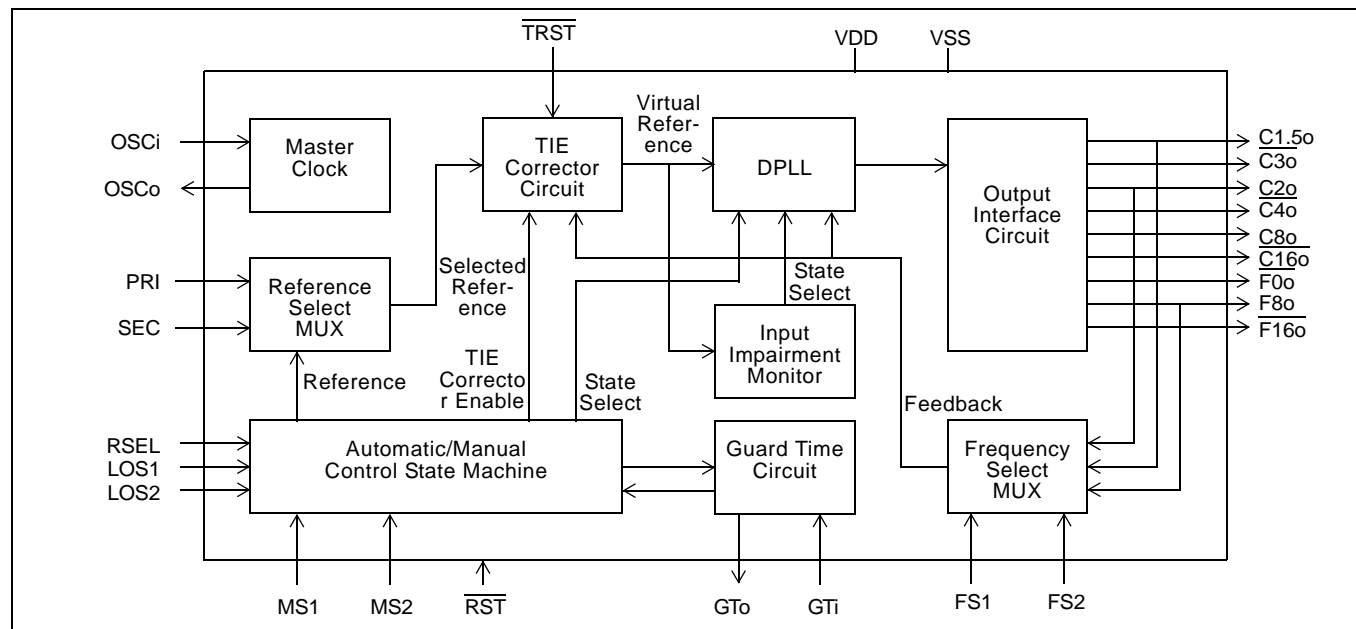 TRST
VDD
VSS
OSCi
OSCo
Master
Clock
TIE
Corrector
Circuit
Virtual
Refer-
ence
DPLL
Output
Interface
Circuit
C1.5o
C3o
C2o
C4o
C8o
C16o
F0o
F8o
F16o
PRI
SEC
Reference
Select
MUX
Selected
Refer-
ence
State
Select
Input
Impairment
Monitor
Reference
TIE
Correcto
r Enable
State
Select
Feedback
RSEL
LOS1
LOS2
Automatic/Manual
Control State Machine
Guard Time
Circuit
Frequency
Select
MUX
MS1
MS2
RST
GTo
GTi
FS1
FS2